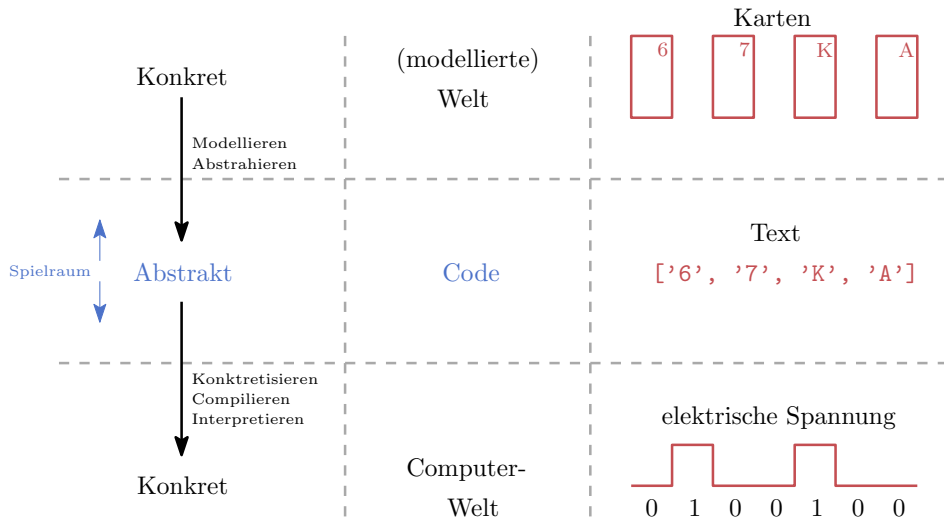 Karten
6 7 K A
(modellierte)
Welt
Konkret
Modellieren
Abstrahieren
Text
Spielraum
Abstrakt
Code
['6', '7', 'K', 'A']
Konktretisieren
Compilieren
Interpretieren
elektrische Spannung
Konkret
Computer-
Welt
0 1 0 0 1 0 0